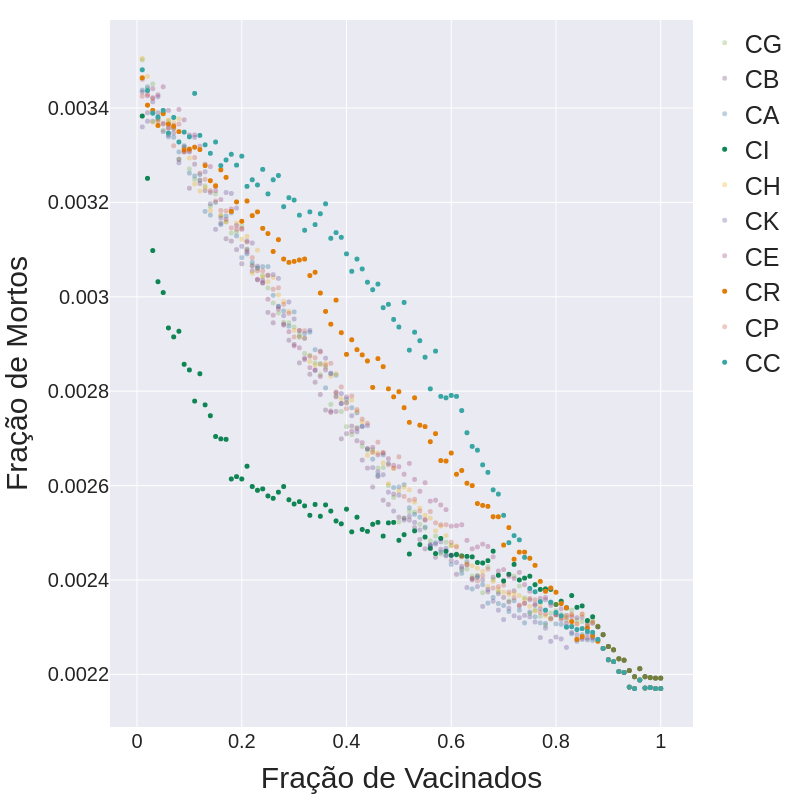 Fração de Mortos
0.0034
0.0032
0.003
0.0028
0.0026
0.0024
0.0022
0
0.2
0.4
0.6
0.8
1
Fração de Vacinados
CG
CB
CA
CI
CH
CK
CE
CR
CP
CC